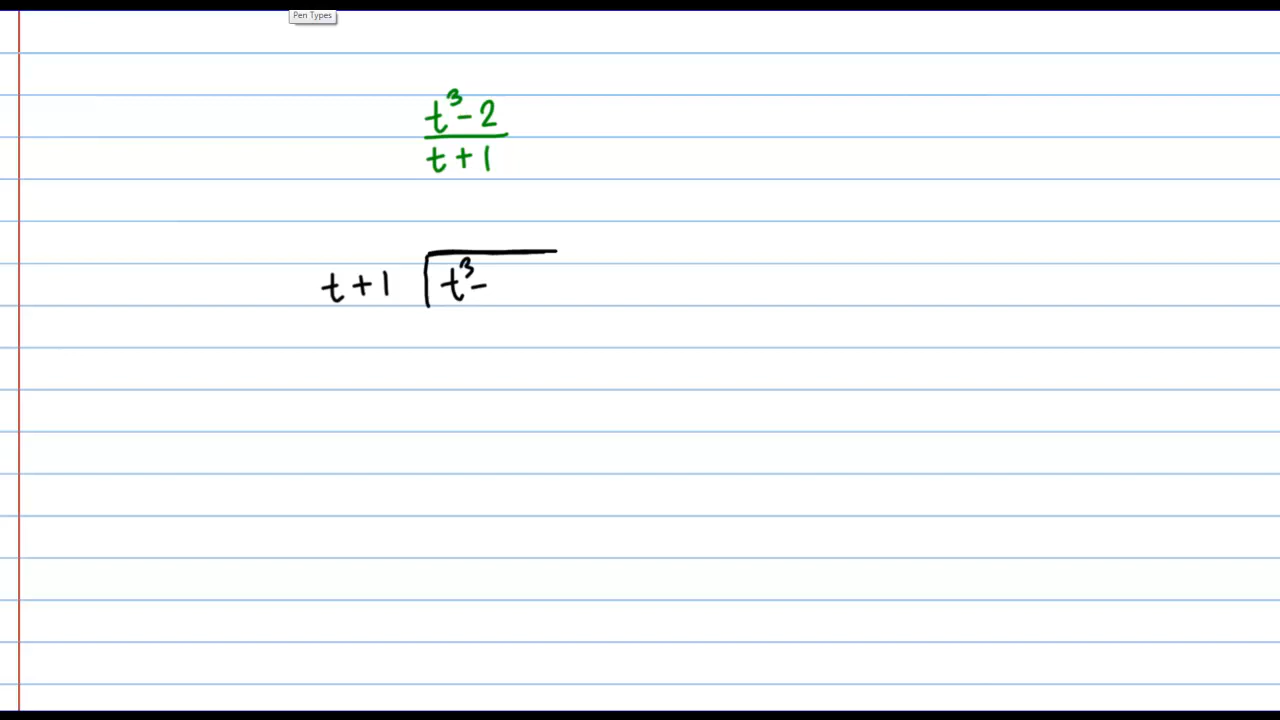 Pen Types
t³ - 2
t + 1
t + 1 t³ -